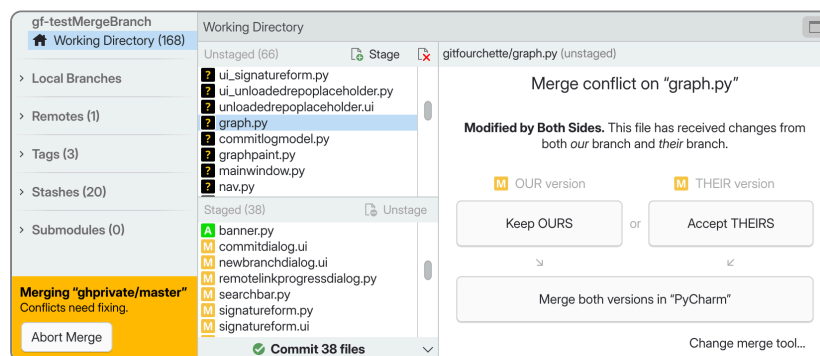 gf-testMergeBranch
Working Directory (168)
Local Branches
Remotes (1)
Tags (3)
Stashes (20)
Submodules (0)
Merging “ghprivate/master”
Conflicts need fixing.
Abort Merge
Working Directory
Unstaged (66)
Stage
? ui_signatureform.py
? ui_unloadedrepoplaceholder.py
? unloadedrepoplaceholder.ui
? graph.py
? commitlogmodel.py
? graphpaint.py
? mainwindow.py
? nav.py
Staged (38)
Unstage
A banner.py
M commitdialog.ui
M newbranchdialog.ui
M remotelinkprogressdialog.py
M searchbar.py
M signatureform.py
M signatureform.ui
Commit 38 files
gitfourchette/graph.py (unstaged)
Merge conflict on “graph.py”
Modified by Both Sides. This file has received changes from
both our branch and their branch.
M OUR version
M THEIR version
Keep OURS
or
Accept THEIRS
Merge both versions in “PyCharm”
Change merge tool...